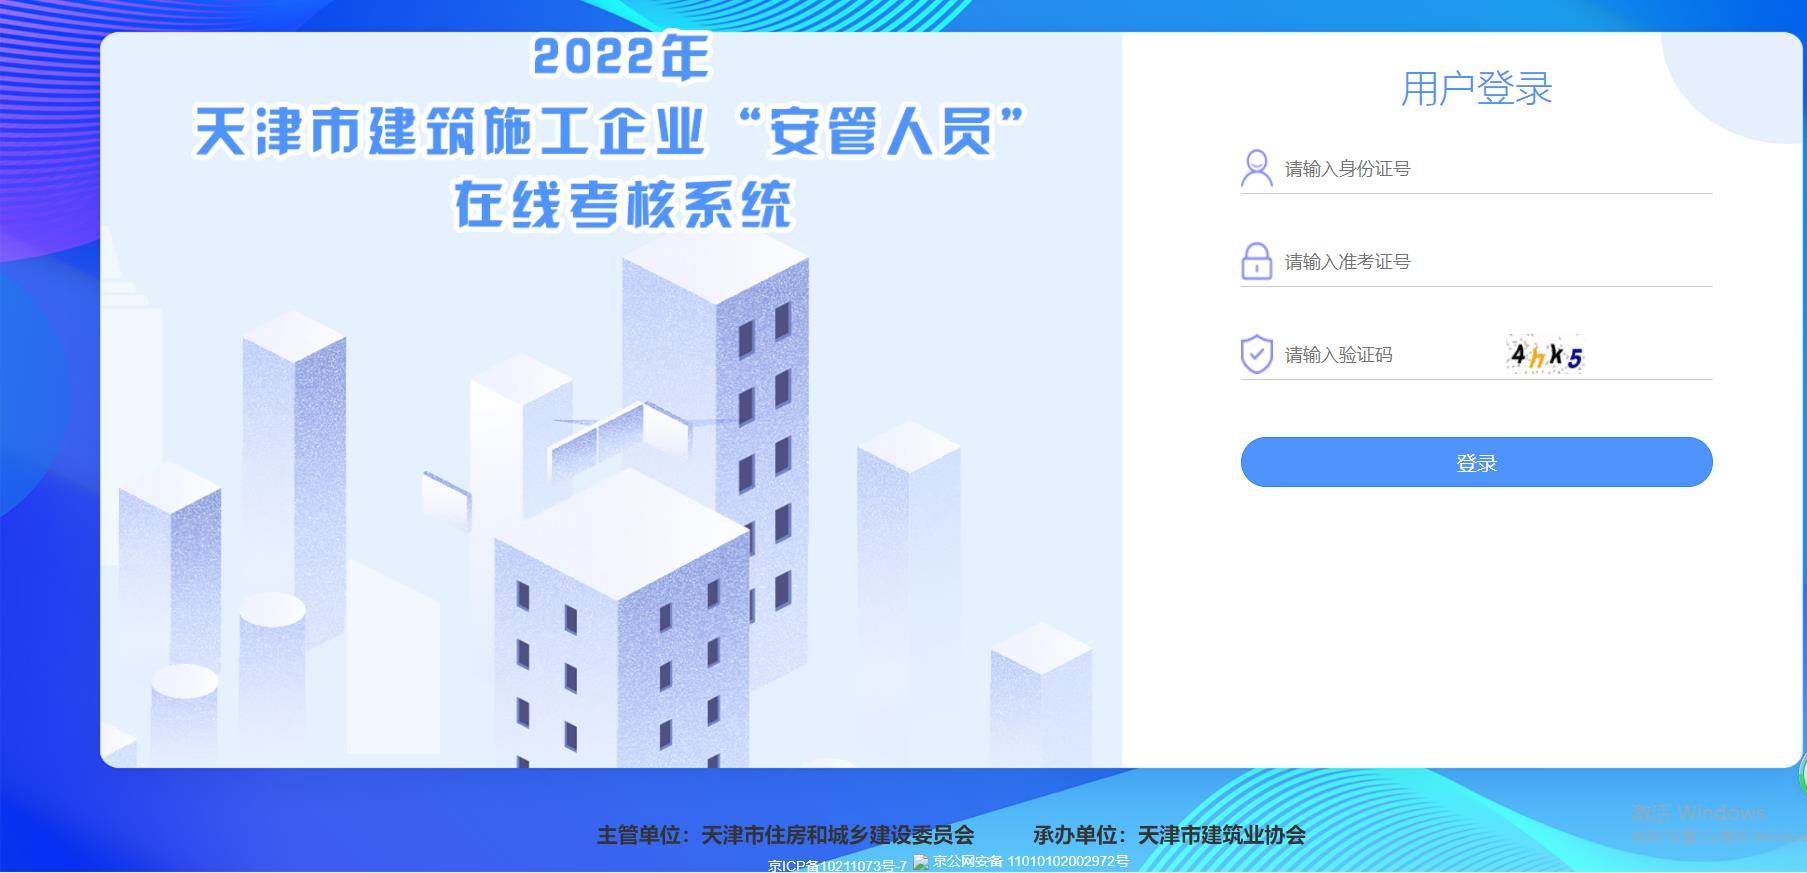 2022年
天津市建筑施工企业“安管人员”
在线考核系统
用户登录
请输入身份证号
请输入准考证号
请输入验证码
4hk5
登录
主管单位：天津市住房和城乡建设委员会 承办单位：天津市建筑业协会
京ICP备10211073号-7 京公网安备 11010102002972号
激活 Windows